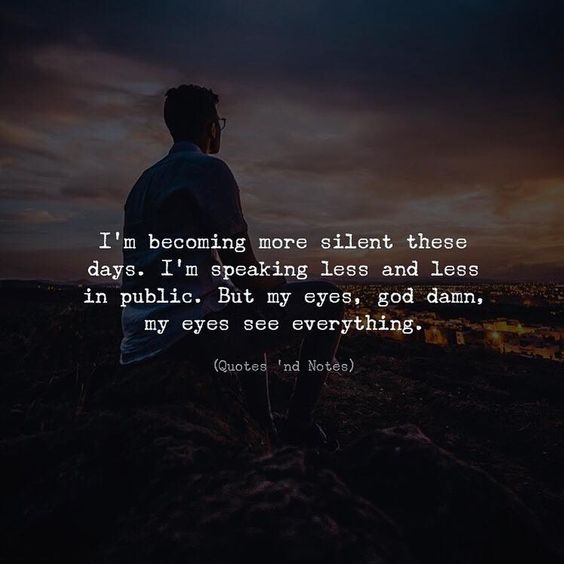 I'm becoming more silent these
days. I'm speaking less and less
in public. But my eyes, god damn,
my eyes see everything.
(Quotes 'nd Notes)